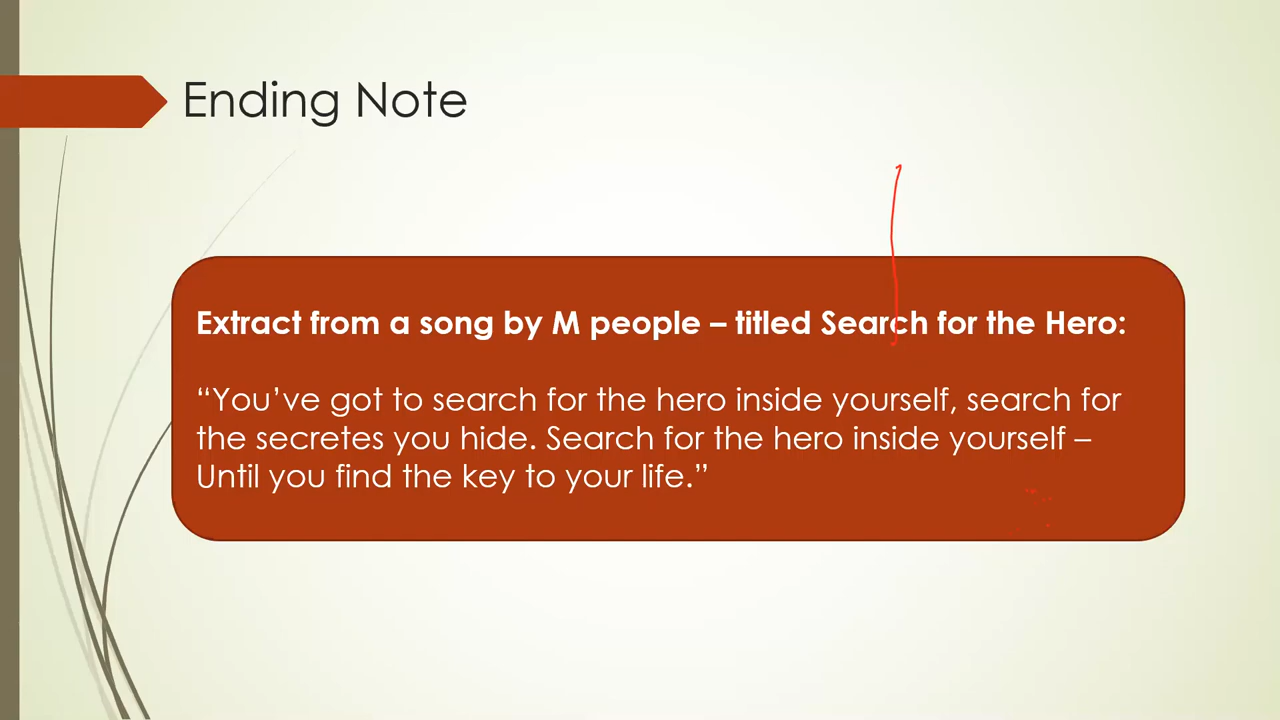 Ending Note
Extract from a song by M people – titled Search for the Hero:
“You’ve got to search for the hero inside yourself, search for
the secretes you hide. Search for the hero inside yourself –
Until you find the key to your life.”